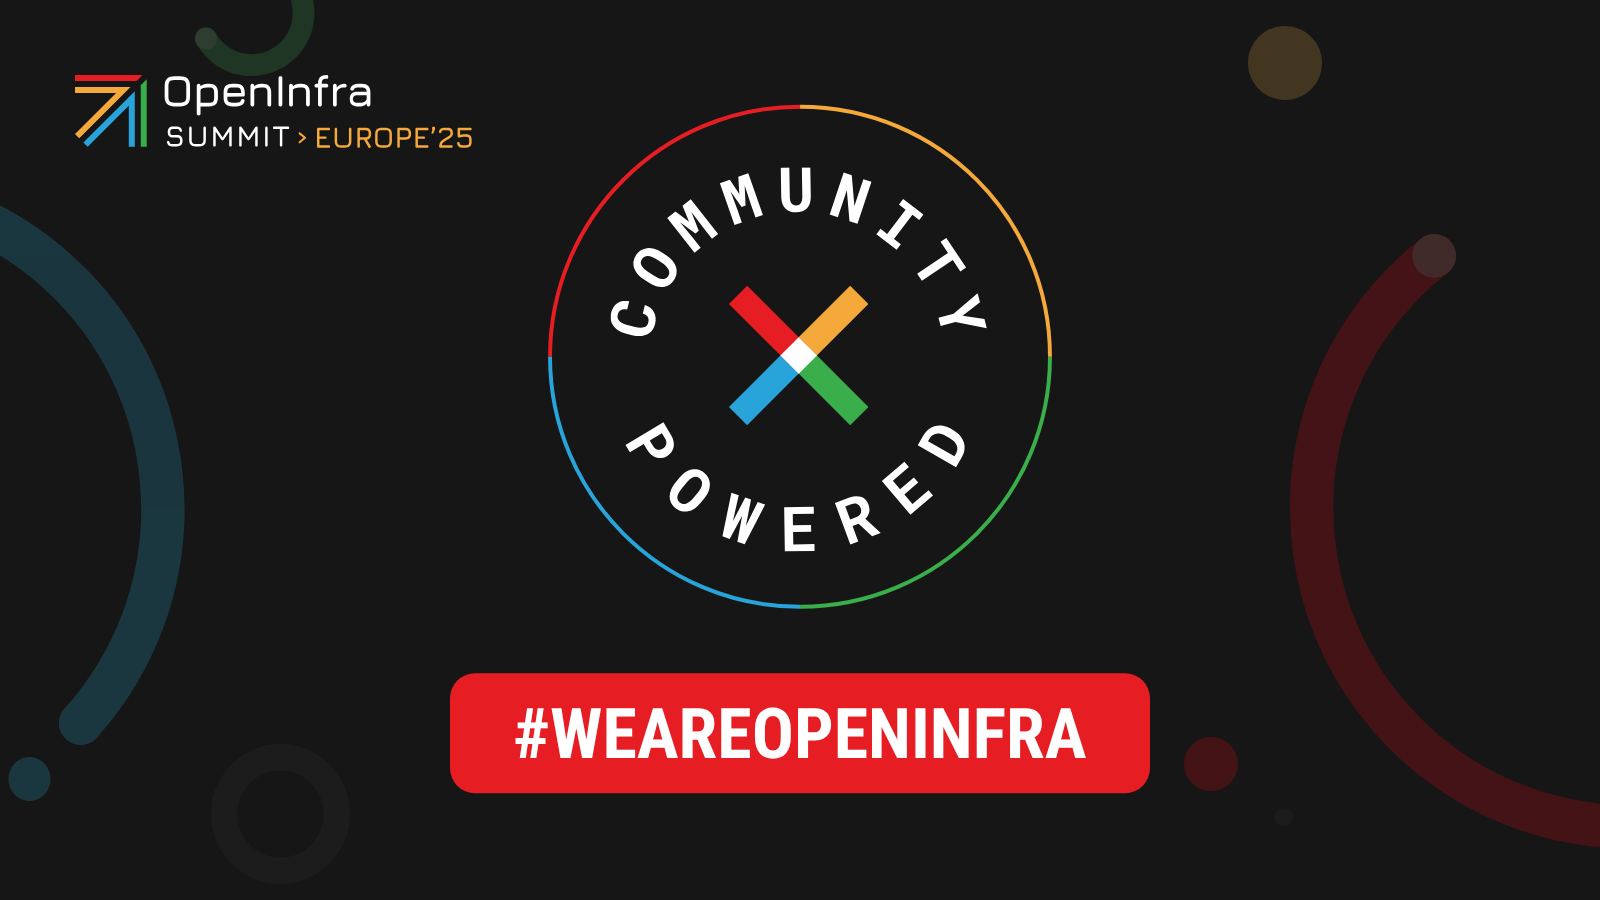 OpenInfra
SUMMIT > EUROPE'25
COMMUNITY
POWERED
#WEAREOPENINFRA